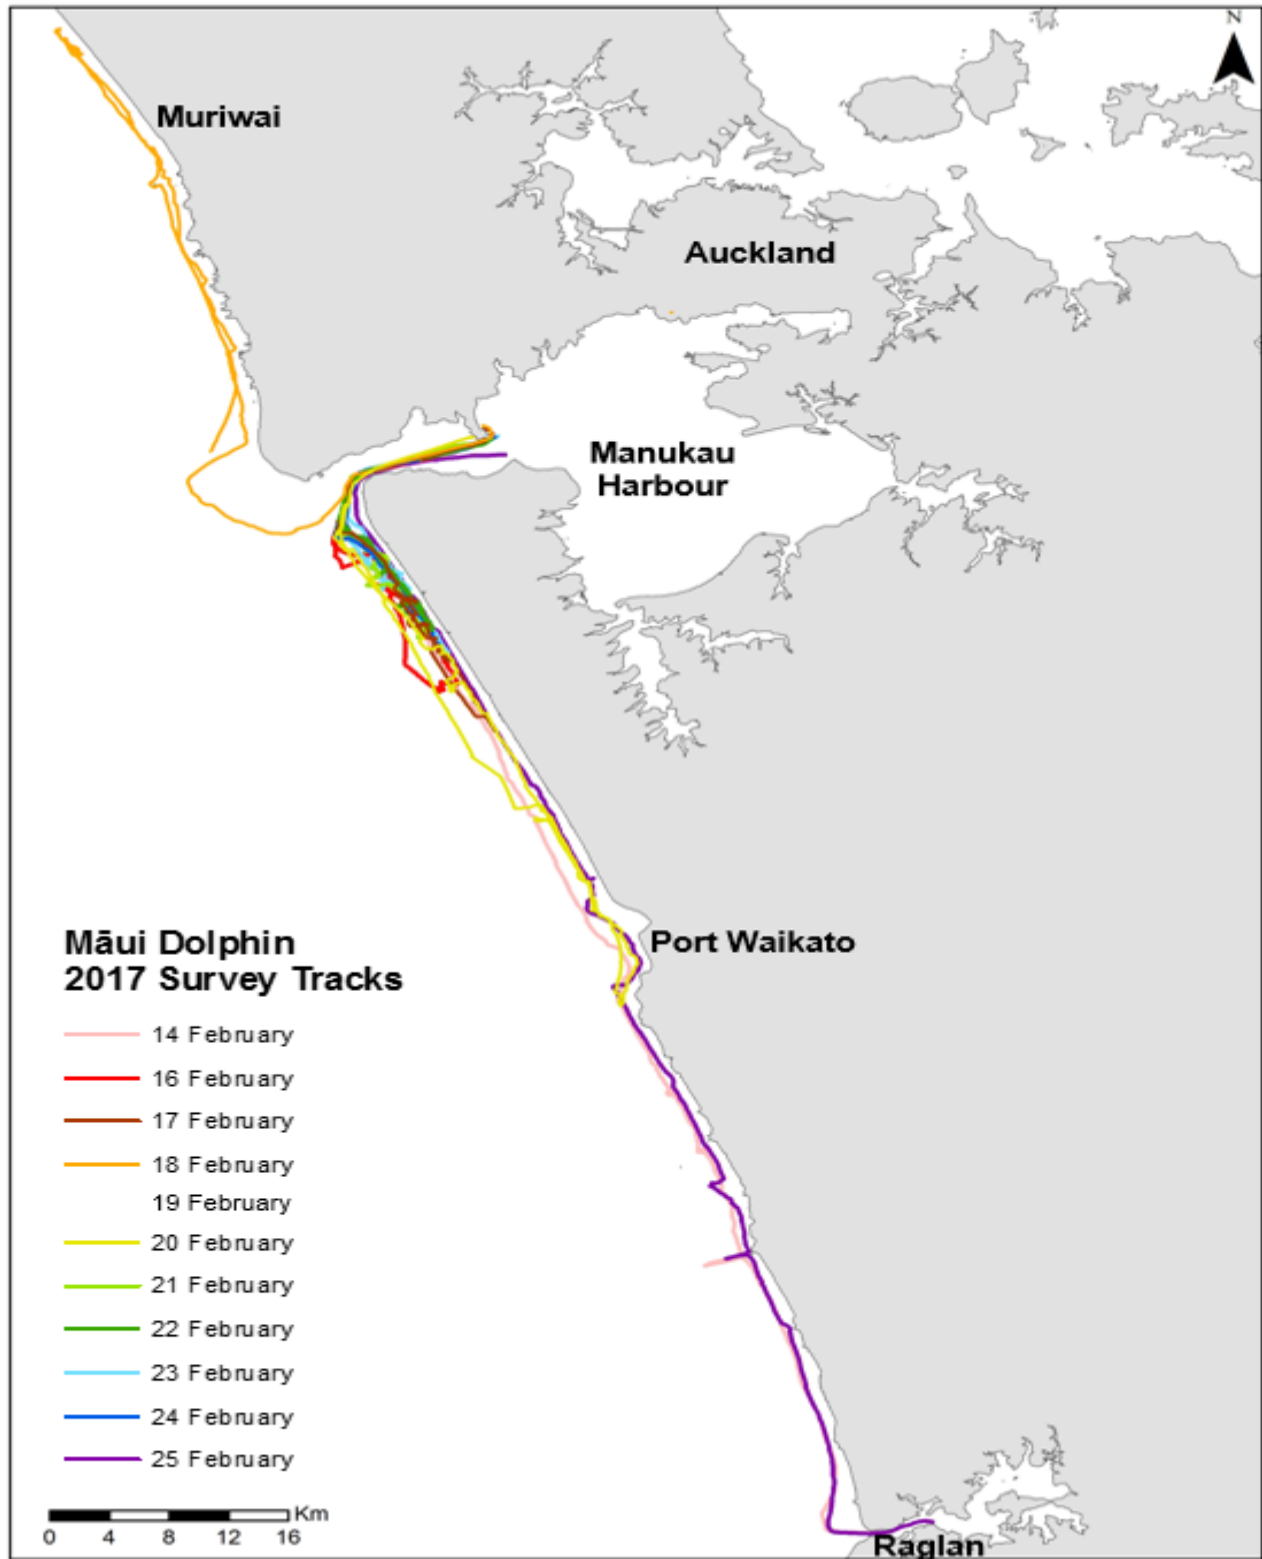 N
Muriwai
Auckland
Manukau
Harbour
Port Waikato
Māui Dolphin
2017 Survey Tracks
14 February
16 February
17 February
18 February
19 February
20 February
21 February
22 February
23 February
24 February
25 February
Km
0 4 8 12 16
Raglan